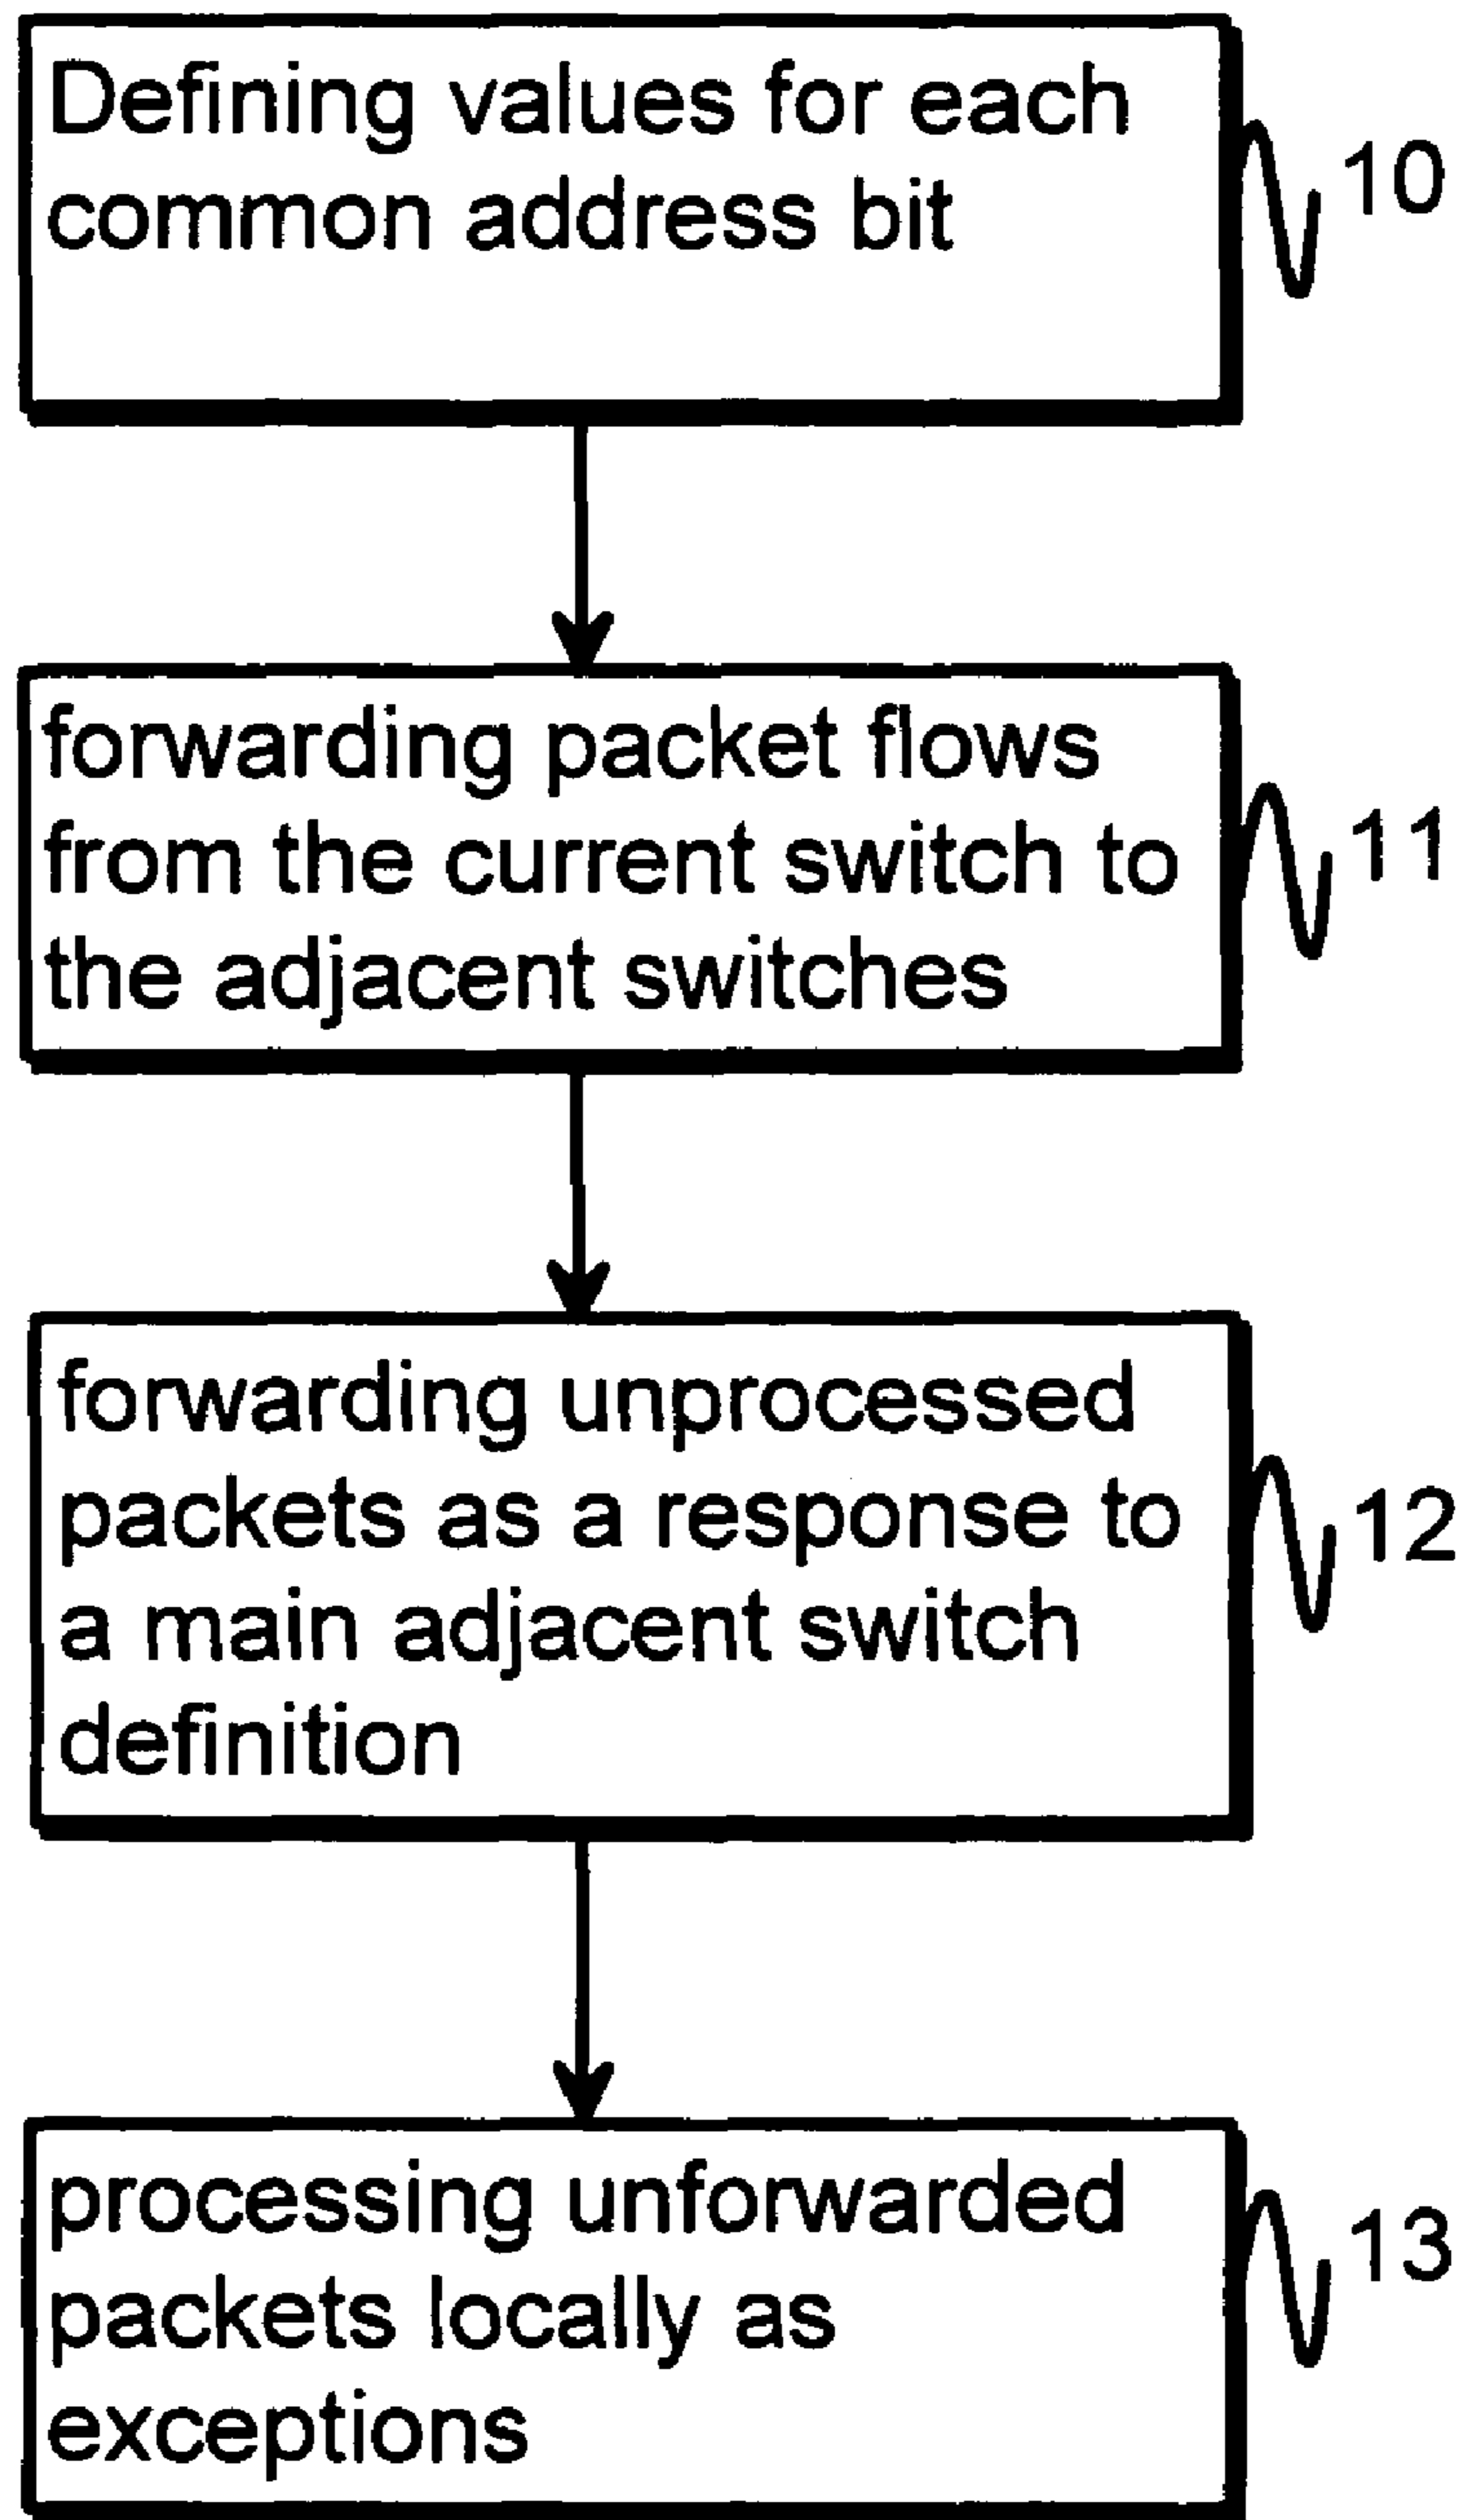 Defining values for each
common address bit
10
forwarding packet flows
from the current switch to
the adjacent switches
11
forwarding unprocessed
packets as a response to
a main adjacent switch
definition
12
processing unforwarded
packets locally as
exceptions
13